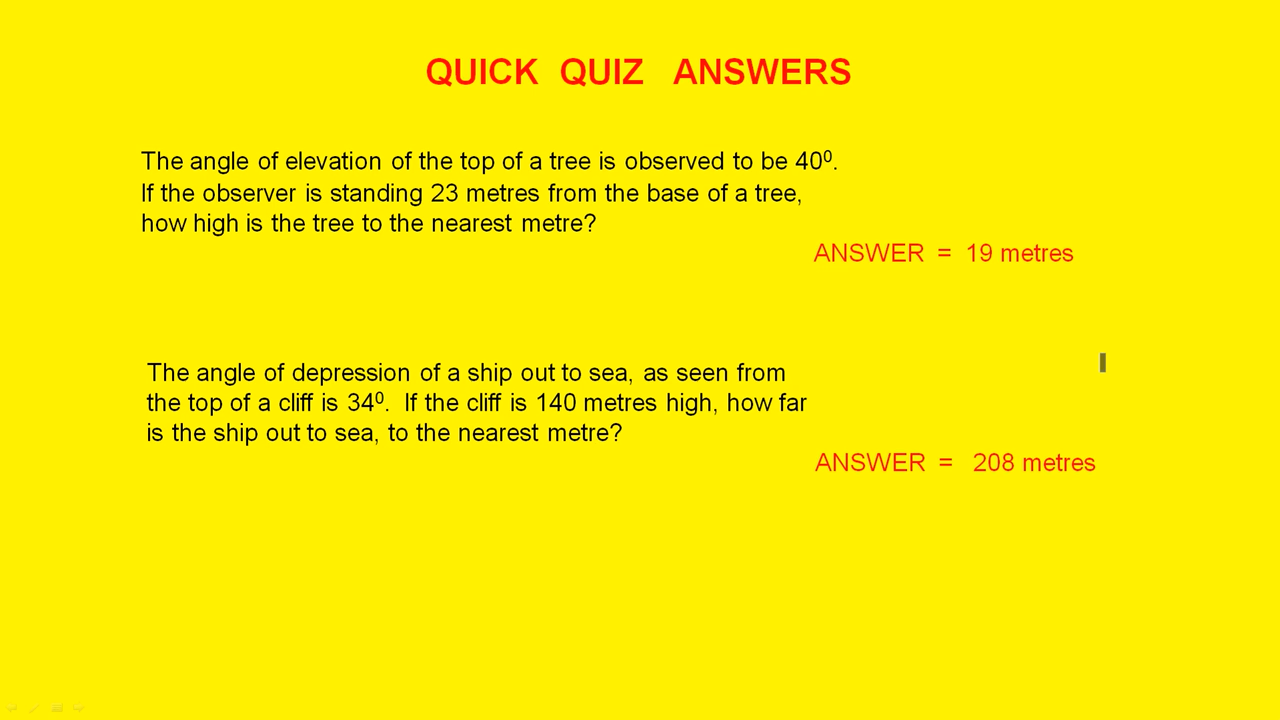 QUICK QUIZ ANSWERS
The angle of elevation of the top of a tree is observed to be 40⁰.
If the observer is standing 23 metres from the base of a tree,
how high is the tree to the nearest metre?
ANSWER = 19 metres
The angle of depression of a ship out to sea, as seen from
the top of a cliff is 34⁰. If the cliff is 140 metres high, how far
is the ship out to sea, to the nearest metre?
ANSWER = 208 metres